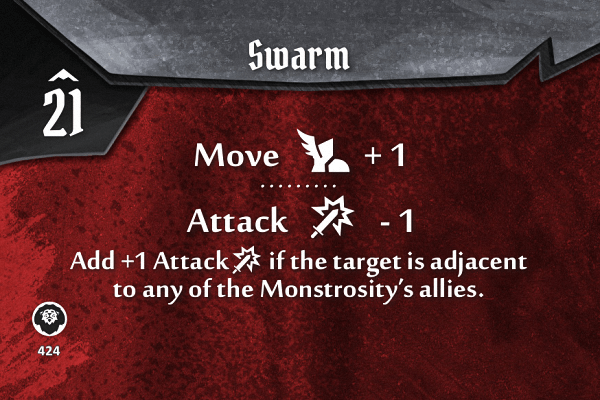 Swarm
21
Move + 1
Attack - 1
Add +1 Attack if the target is adjacent
to any of the Monstrosity's allies.
424